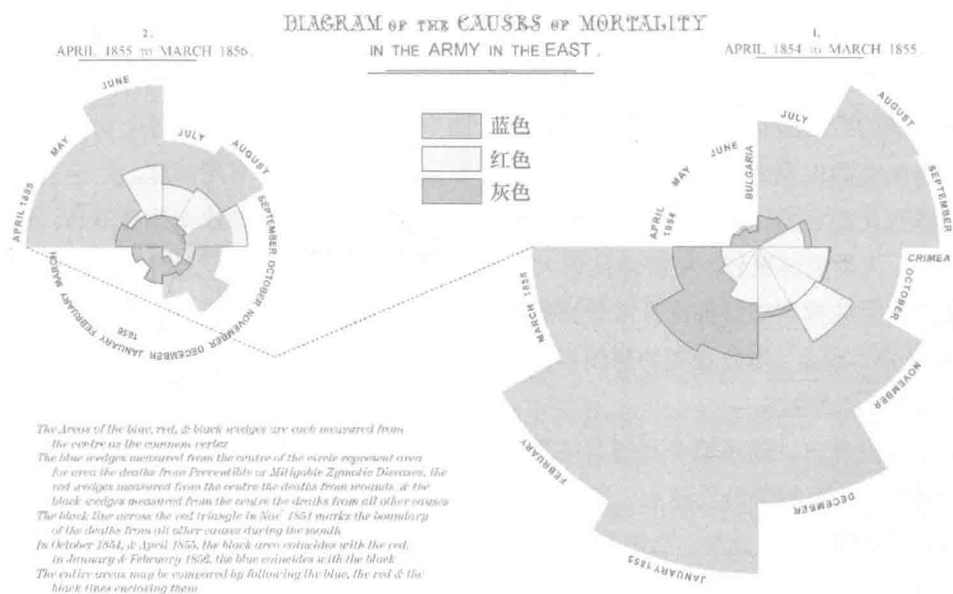 DIAGRAM OF THE CAUSES OF MORTALITY
IN THE ARMY IN THE EAST.
2.
APRIL 1855 TO MARCH 1856.
1.
APRIL 1854 to MARCH 1855.
蓝色
红色
灰色
APRIL 1855
MAY
JUNE
JULY
AUGUST
SEPTEMBER
OCTOBER
NOVEMBER
DECEMBER
JANUARY
1856
FEBRUARY
MARCH
APRIL
1854
MAY
JUNE
BULGARIA
JULY
AUGUST
SEPTEMBER
CRIMEA
OCTOBER
NOVEMBER
DECEMBER
JANUARY 1855
FEBRUARY
MARCH
The Areas of the blue, red, & black wedges are each measured from
the centre as the common vertex
The blue wedges measured from the centre of the circle represent area
for area the deaths from Preventible or Mitigable Zymotic Diseases, the
red wedges measured from the centre the deaths from wounds, & the
black wedges measured from the centre the deaths from all other causes
The black line across the red triangle in Nov' 1854 marks the boundary
of the deaths from all other causes during the month
In October 1854, & April 1855, the black area coincides with the red,
in January & February 1856, the blue coincides with the black
The entire areas may be compared by following the blue, the red & the
black lines enclosing them